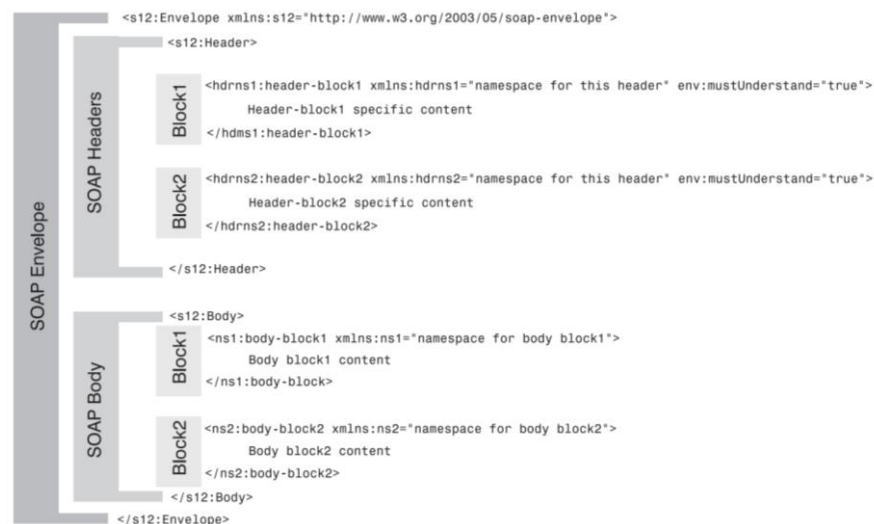 <s12:Envelope xmlns:s12="http://www.w3.org/2003/05/soap-envelope">
<s12:Header>
<hdrns1:header-block1 xmlns:hdrns1="namespace for this header" env:mustUnderstand="true">
Header-block1 specific content
</hdms1:header-block1>
Block1
<hdrns2:header-block2 xmlns:hdrns2="namespace for this header" env:mustUnderstand="true">
Header-block2 specific content
</hdrns2:header-block2>
Block2
</s12:Header>
SOAP Headers
SOAP Envelope
<s12:Body>
<ns1:body-block1 xmlns:ns1="namespace for body block1">
Body block1 content
</ns1:body-block>
Block1
<ns2:body-block2 xmlns:ns2="namespace for body block2">
Body block2 content
</ns2:body-block2>
Block2
</s12:Body>
SOAP Body
</s12:Envelope>